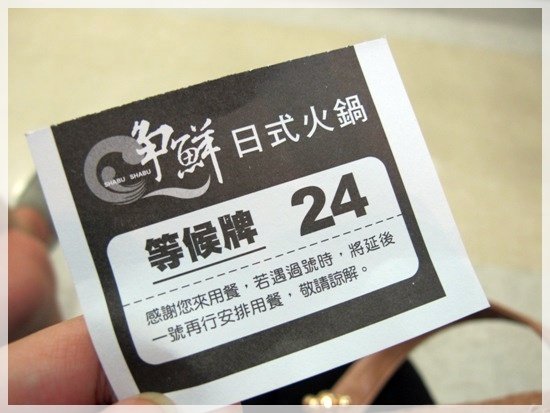 争鮮 日式火鍋
SHABU SHABU
等候牌 24
感謝您來用餐，若遇過號時，將延後
一號再行安排用餐，敬請諒解。